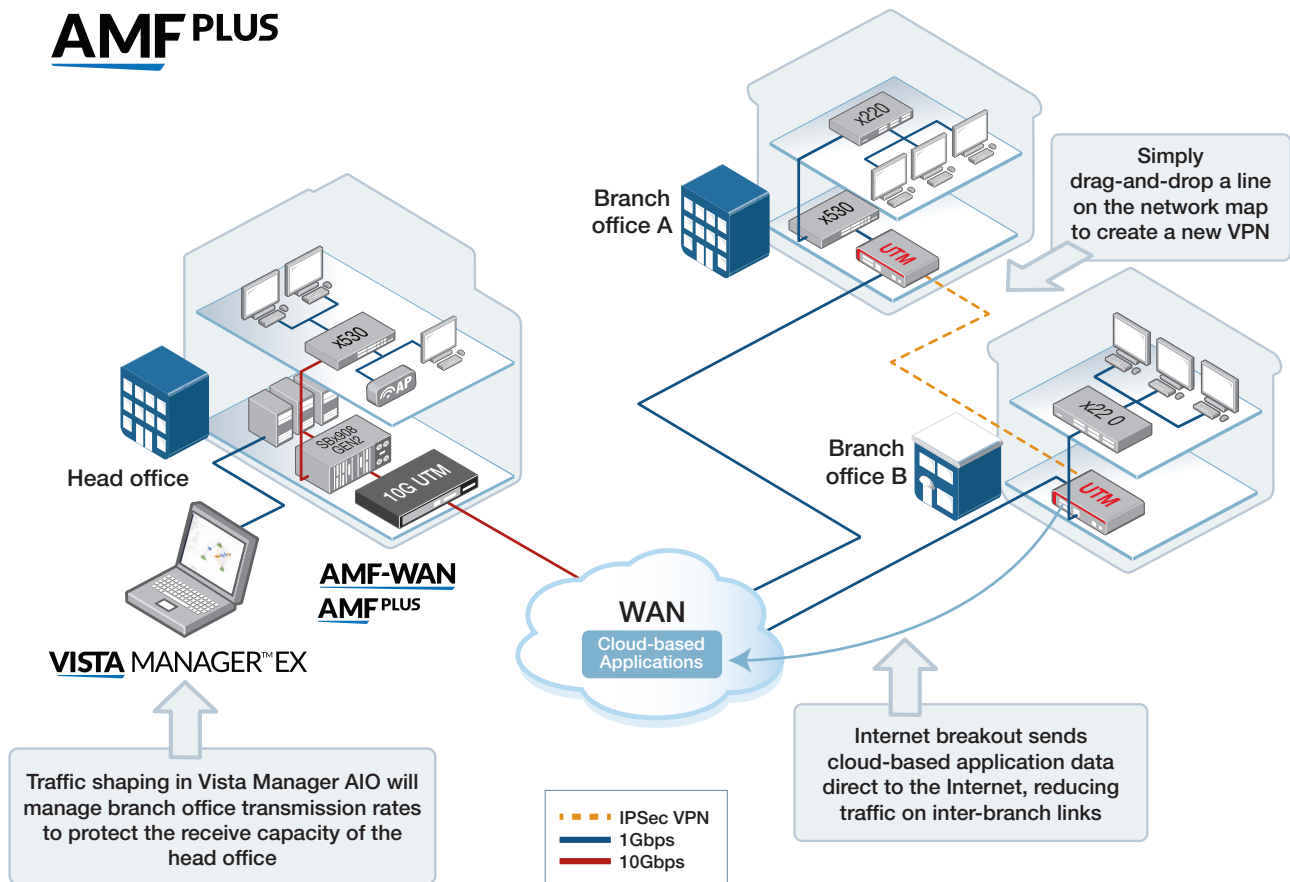 AMF PLUS
x220
Branch
office A
x530
UTM
Simply
drag-and-drop a line
on the network map
to create a new VPN
x530
AP
SBx908
GEN2
10G UTM
Head office
x220
Branch
office B
UTM
AMF-WAN
AMF PLUS
WAN
Cloud-based
Applications
VISTA MANAGER™ EX
Traffic shaping in Vista Manager AIO will
manage branch office transmission rates
to protect the receive capacity of the
head office
Internet breakout sends
cloud-based application data
direct to the Internet, reducing
traffic on inter-branch links
IPSec VPN
1Gbps
10Gbps